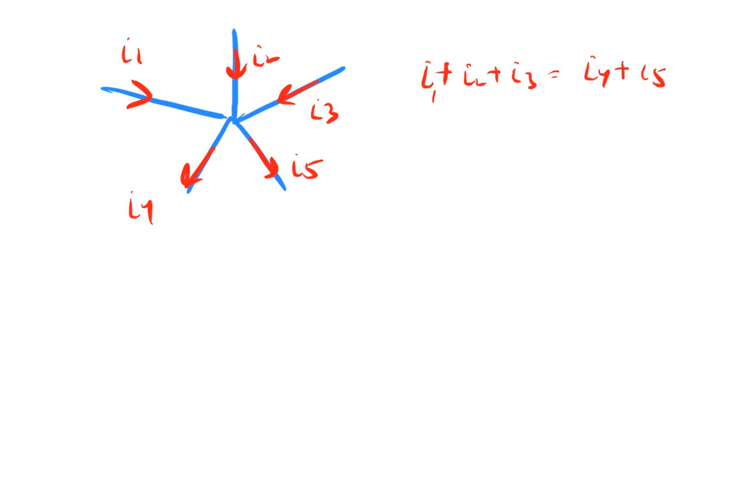 i1
i2
i3
i4
i5
i1 + i2 + i3 = i4 + i5